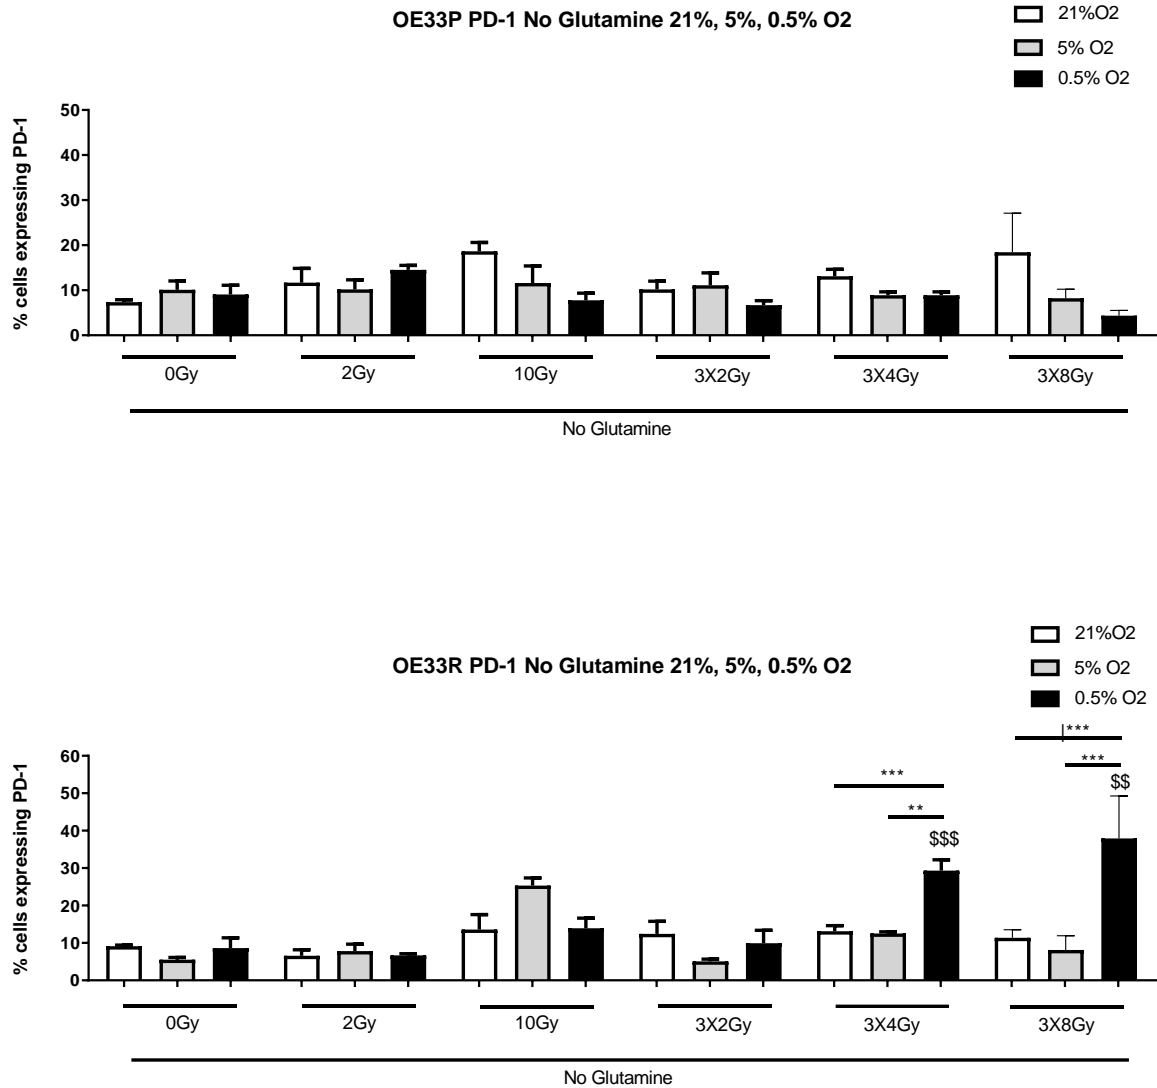 OE33P PD-1 No Glutamine 21%, 5%, 0.5% O2
21%O2
5% O2
0.5% O2
% cells expressing PD-1
50
40
30
20
10
0
0Gy 2Gy 10Gy 3X2Gy 3X4Gy 3X8Gy
No Glutamine
21%O2
OE33R PD-1 No Glutamine 21%, 5%, 0.5% O2
5% O2
0.5% O2
% cells expressing PD-1
***
60
***
50
$$
***
40
**
$$$
30
20
10
0
0Gy 2Gy 10Gy 3X2Gy 3X4Gy 3X8Gy
No Glutamine